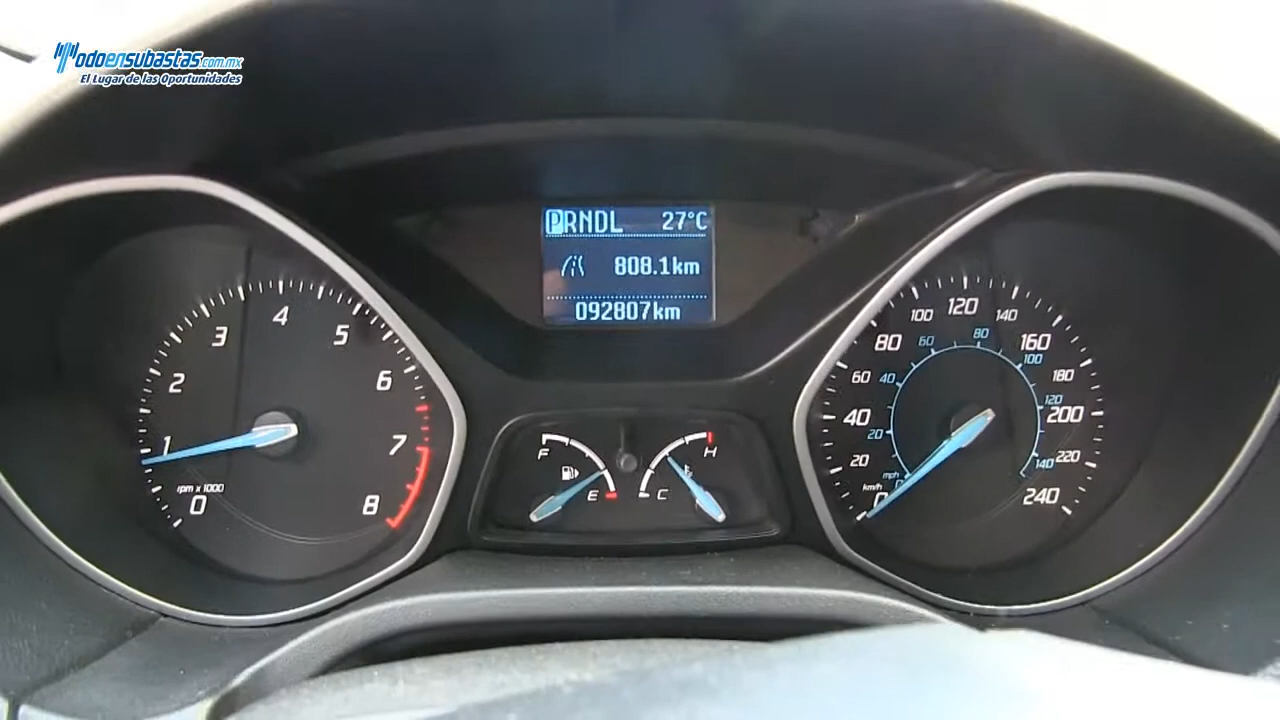 Todoensubastas.com.mx
El Lugar de las Oportunidades
PRNDL 27°C
808.1km
092807km
0 1 2 3 4 5 6 7 8
rpm x 1000
F E
C H
0 20 40 60 80 100 120 140 160 180 200 220 240
km/h
mph
0 20 40 60 80 100 120 140